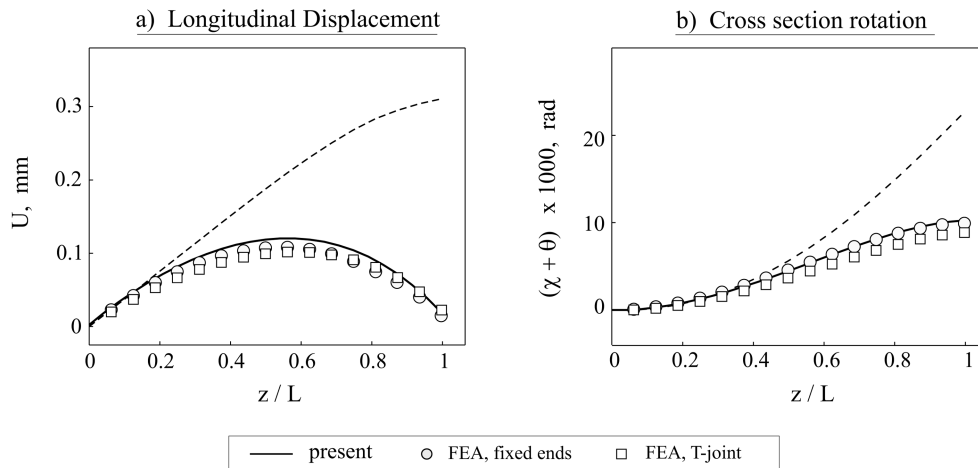 a) Longitudinal Displacement
U, mm
0.3
0.2
0.1
0
0 0.2 0.4 0.6 0.8 1
z / L
b) Cross section rotation
(χ + θ) x 1000, rad
20
10
0
0 0.2 0.4 0.6 0.8 1
z / L
present FEA, fixed ends FEA, T-joint